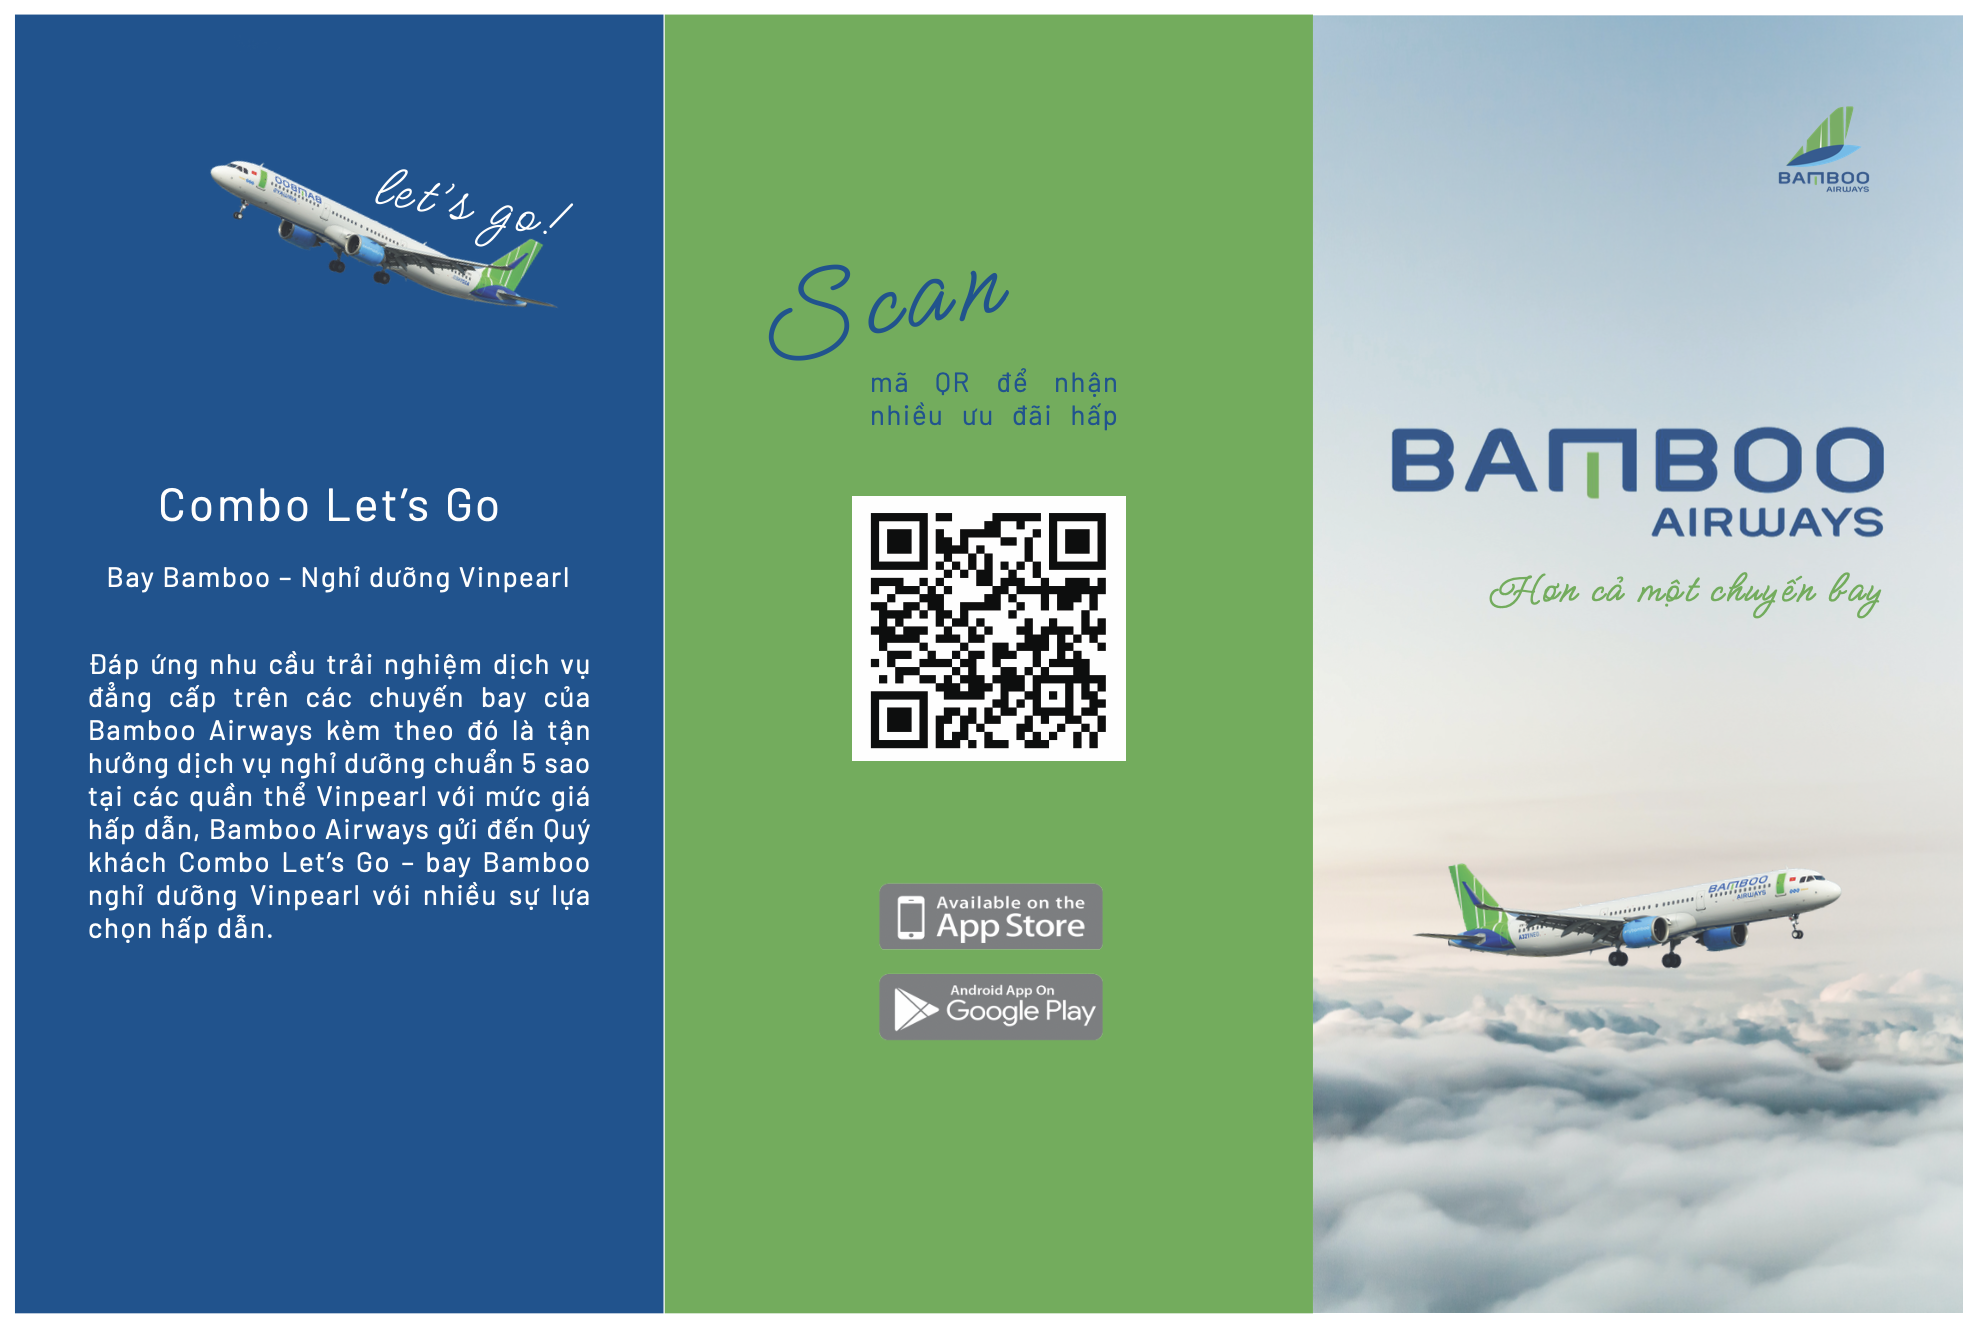 let's go!
Combo Let's Go
Bay Bamboo – Nghỉ dưỡng Vinpearl
Đáp ứng nhu cầu trải nghiệm dịch vụ
đẳng cấp trên các chuyến bay của
Bamboo Airways kèm theo đó là tận
hưởng dịch vụ nghỉ dưỡng chuẩn 5 sao
tại các quần thể Vinpearl với mức giá
hấp dẫn, Bamboo Airways gửi đến Quý
khách Combo Let's Go – bay Bamboo
nghỉ dưỡng Vinpearl với nhiều sự lựa
chọn hấp dẫn.
Scan
mã QR để nhận
nhiều ưu đãi hấp
Available on the
App Store
Android App On
Google Play
BAMBOO
AIRWAYS
BAMBOO
AIRWAYS
Hơn cả một chuyến bay
BAMBOO
AIRWAYS
A321NEO